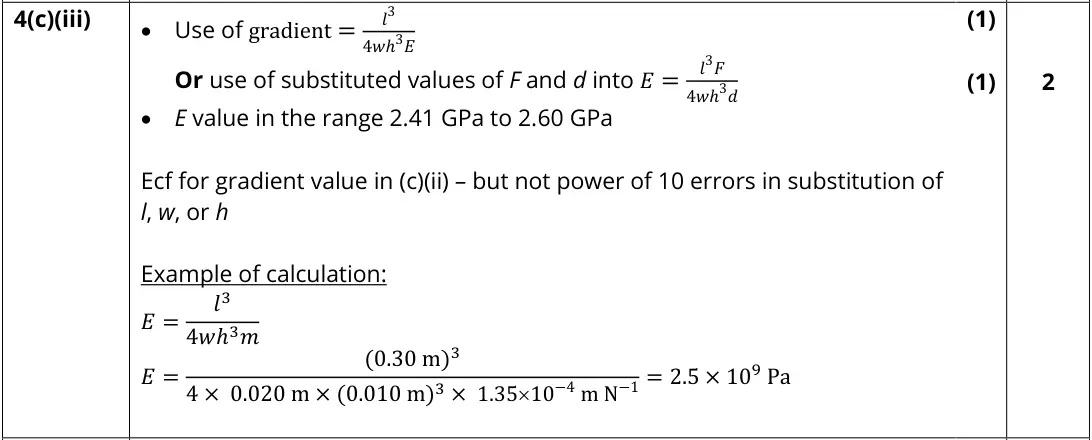 4(c)(iii)
• Use of gradient = l³ / 4wh³E (1)
Or use of substituted values of F and d into E = l³F / 4wh³d (1) 2
• E value in the range 2.41 GPa to 2.60 GPa
Ecf for gradient value in (c)(ii) – but not power of 10 errors in substitution of
l, w, or h
Example of calculation:
E = l³ / 4wh³m
E = (0.30 m)³ / 4 × 0.020 m × (0.010 m)³ × 1.35×10⁻⁴ m N⁻¹ = 2.5 × 10⁹ Pa